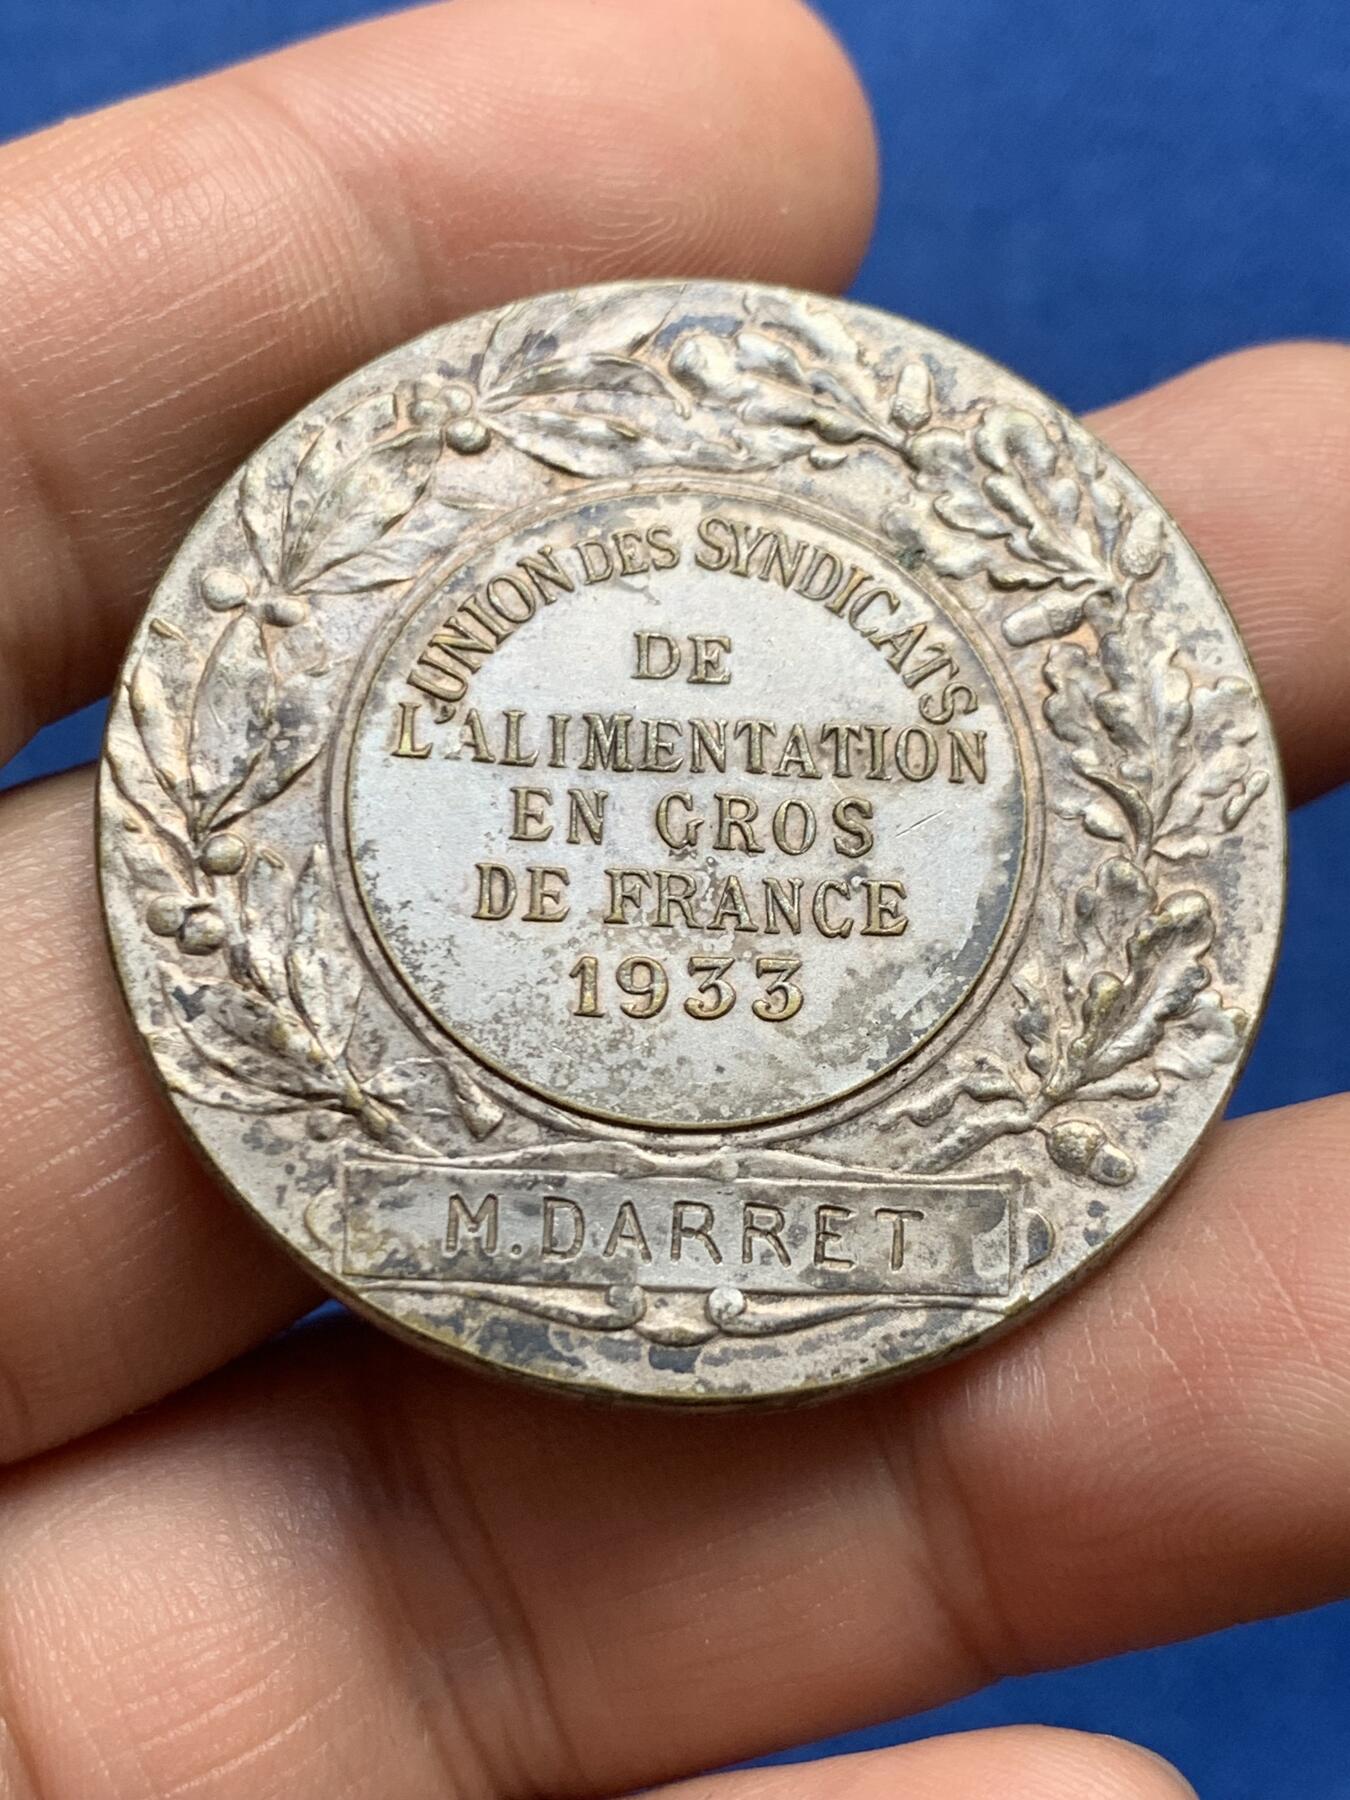 UNION DES SYNDICATS
DE
L'ALIMENTATION
EN GROS
DE FRANCE
1933
M. DARRET